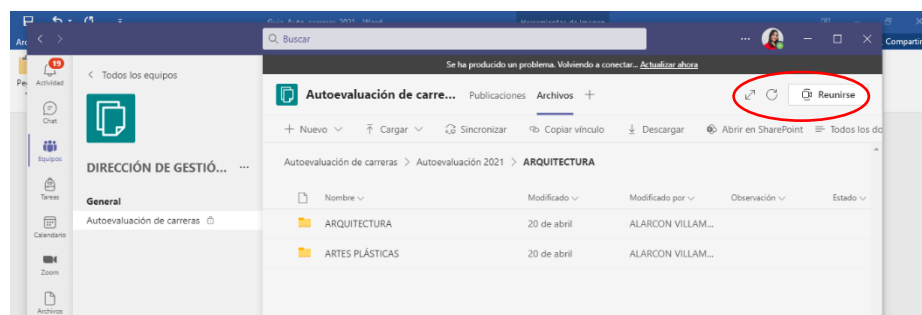 Guía Auto carreras 2021 Word
Herramientas de Imagen
Buscar
Compartir
Se ha producido un problema. Volviendo a conectar... Actualizar ahora
19
Actividad
Chat
Equipos
Tareas
Calendario
Zoom
Archivos
Todos los equipos
DIRECCIÓN DE GESTIÓ... ...
General
Autoevaluación de carreras
Autoevaluación de carre... Publicaciones Archivos +
Reunirse
+ Nuevo Cargar Sincronizar Copiar vínculo Descargar Abrir en SharePoint Todos los do
Autoevaluación de carreras > Autoevaluación 2021 > ARQUITECTURA
Nombre Modificado Modificado por Observación Estado
ARQUITECTURA 20 de abril ALARCON VILLAM...
ARTES PLÁSTICAS 20 de abril ALARCON VILLAM...